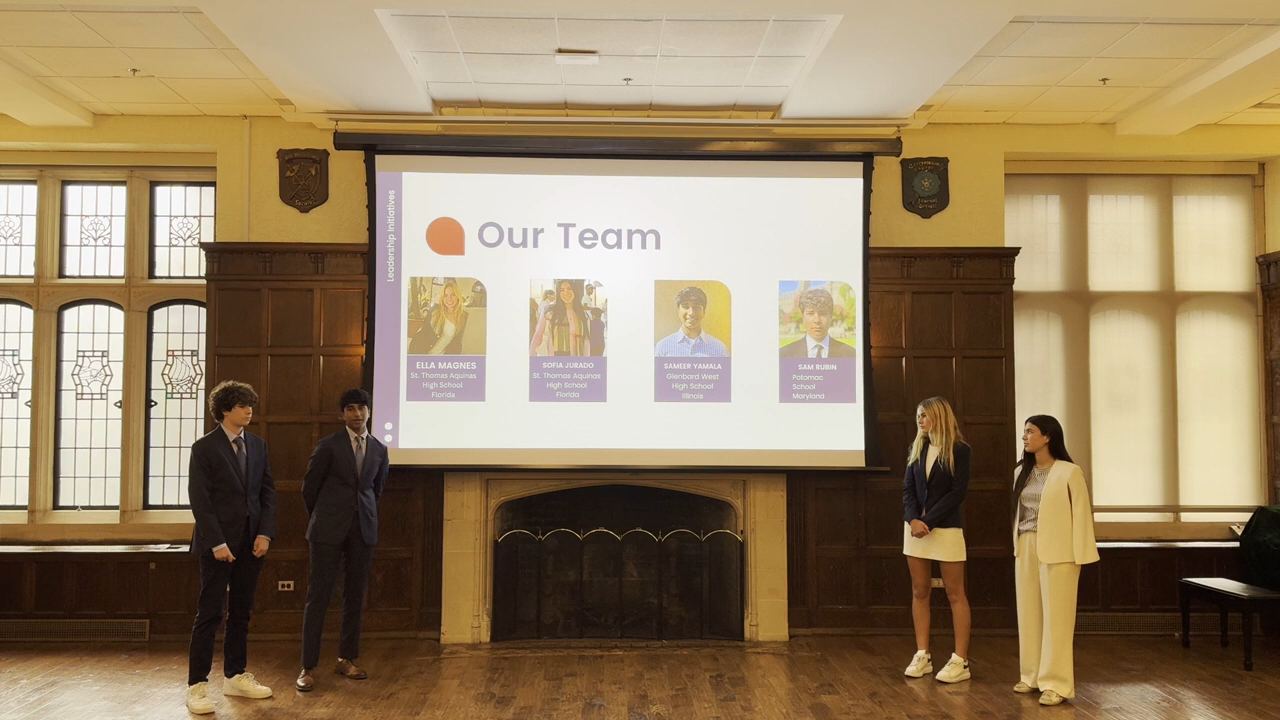 Leadership Initiatives
Our Team
ELLA MAGNES
St. Thomas Aquinas
High School
Florida
SOFIA JURADO
St. Thomas Aquinas
High School
Florida
SAMEER YAMALA
Glenbard West
High School
Illinois
SAM RUBIN
Potomac
School
Maryland